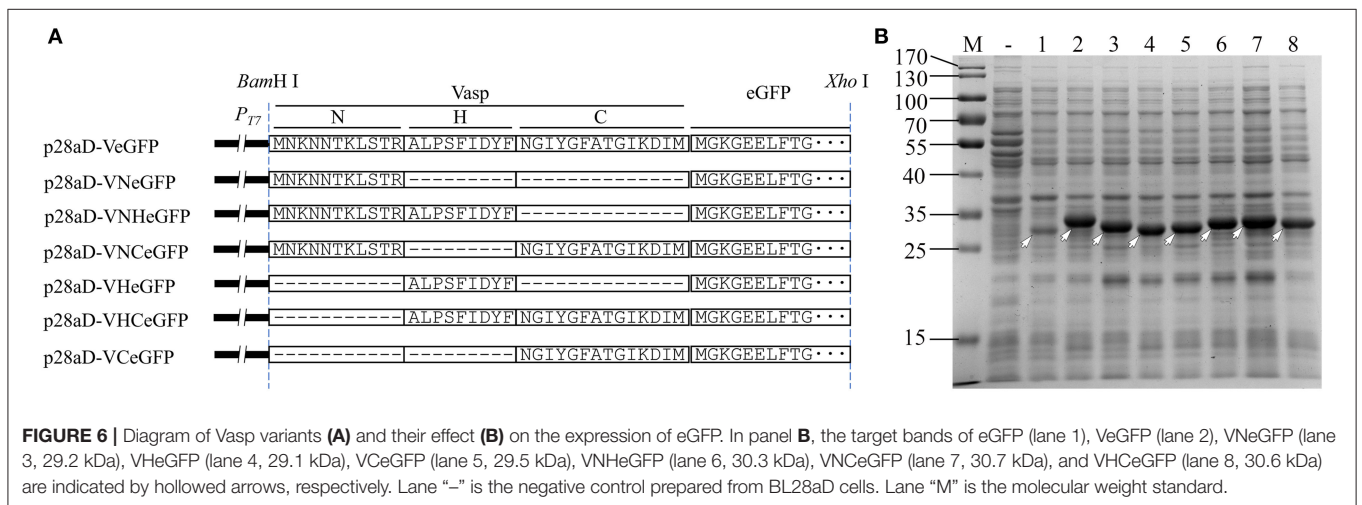 A
BamH I
Xho I
Vasp
eGFP
P_T7
N H C
p28aD-VeGFP MNKNNTKLSTR ALPSFIDYF NGIYGFATGIKDIM MGKGEELFTG···
p28aD-VNeGFP ----------- --------- -------------- MGKGEELFTG···
p28aD-VNHeGFP MNKNNTKLSTR ALPSFIDYF -------------- MGKGEELFTG···
p28aD-VNCeGFP MNKNNTKLSTR --------- NGIYGFATGIKDIM MGKGEELFTG···
p28aD-VHeGFP ----------- ALPSFIDYF -------------- MGKGEELFTG···
p28aD-VHCeGFP ----------- ALPSFIDYF NGIYGFATGIKDIM MGKGEELFTG···
p28aD-VCeGFP ----------- --------- NGIYGFATGIKDIM MGKGEELFTG···
B
M - 1 2 3 4 5 6 7 8
170
130
100
70
55
40
35
25
15
FIGURE 6 | Diagram of Vasp variants (A) and their effect (B) on the expression of eGFP. In panel B, the target bands of eGFP (lane 1), VeGFP (lane 2), VNeGFP (lane
3, 29.2 kDa), VHeGFP (lane 4, 29.1 kDa), VCeGFP (lane 5, 29.5 kDa), VNHeGFP (lane 6, 30.3 kDa), VNCeGFP (lane 7, 30.7 kDa), and VHCeGFP (lane 8, 30.6 kDa)
are indicated by hollowed arrows, respectively. Lane “–” is the negative control prepared from BL28aD cells. Lane “M” is the molecular weight standard.